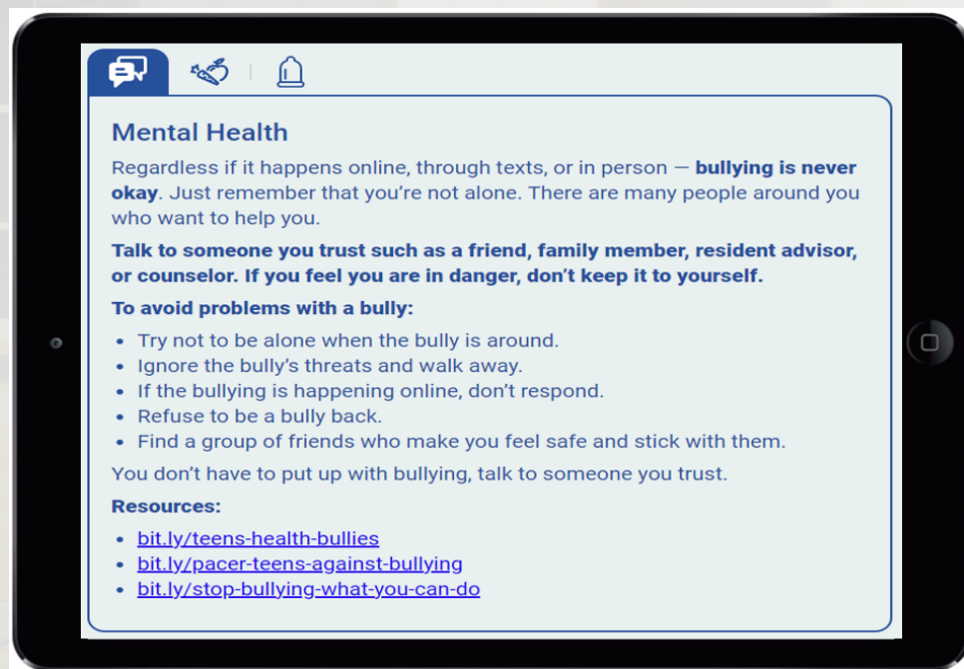 Mental Health
Regardless if it happens online, through texts, or in person — bullying is never
okay. Just remember that you’re not alone. There are many people around you
who want to help you.
Talk to someone you trust such as a friend, family member, resident advisor,
or counselor. If you feel you are in danger, don’t keep it to yourself.
To avoid problems with a bully:
• Try not to be alone when the bully is around.
• Ignore the bully’s threats and walk away.
• If the bullying is happening online, don’t respond.
• Refuse to be a bully back.
• Find a group of friends who make you feel safe and stick with them.
You don’t have to put up with bullying, talk to someone you trust.
Resources:
• bit.ly/teens-health-bullies
• bit.ly/pacer-teens-against-bullying
• bit.ly/stop-bullying-what-you-can-do